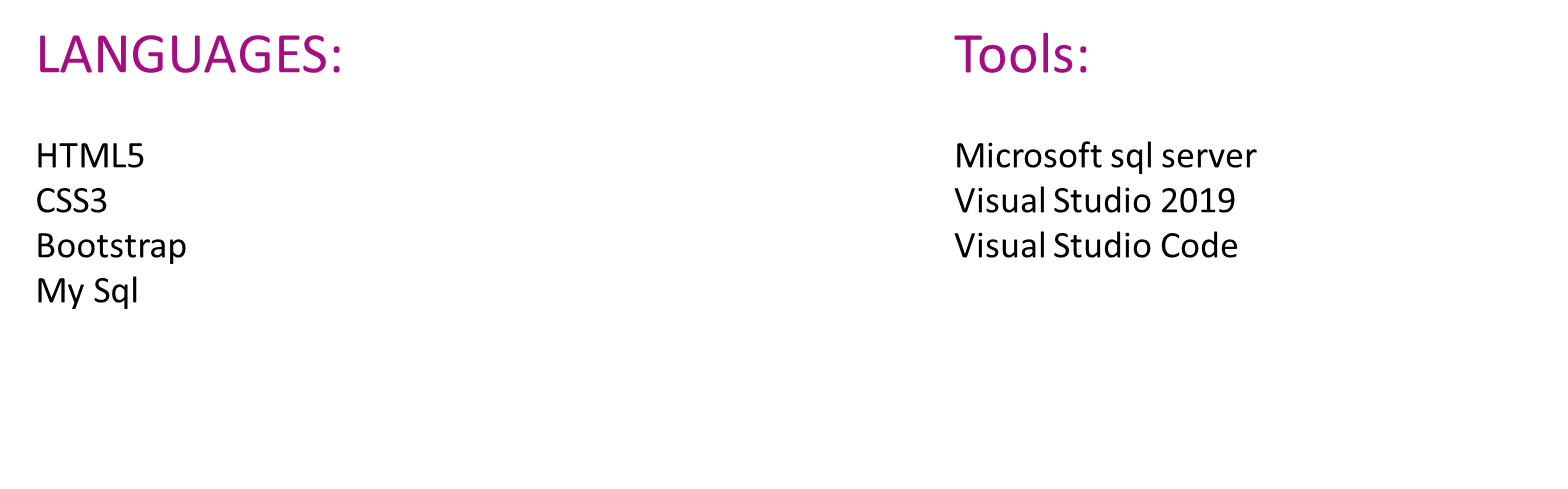 LANGUAGES:
HTML5
CSS3
Bootstrap
My Sql
Tools:
Microsoft sql server
Visual Studio 2019
Visual Studio Code